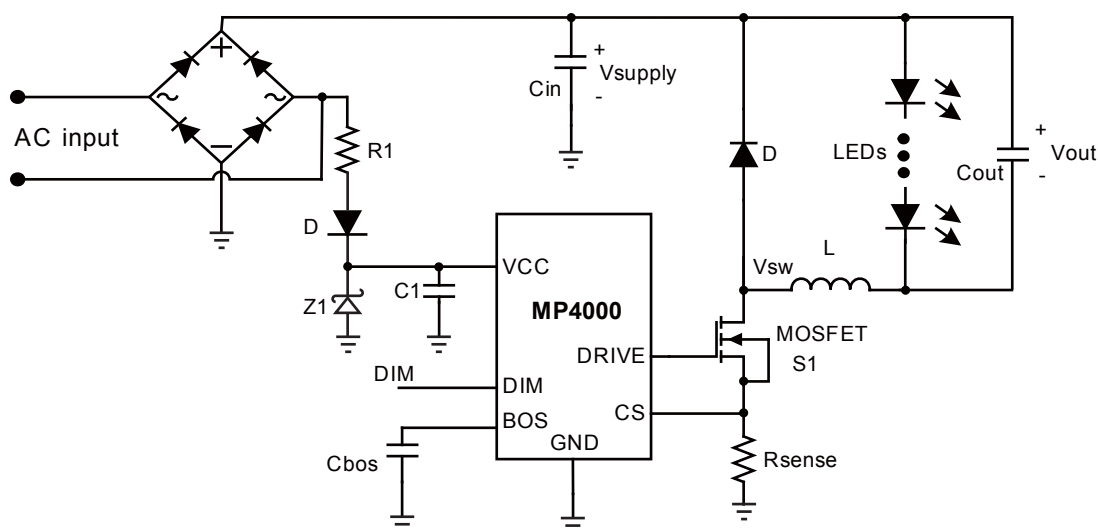 +
+
Cin
Vsupply
-
~
~
AC input
R1
-
D
LEDs
+
Vout
-
Cout
D
L
Vsw
VCC
C1
Z1
MP4000
MOSFET
S1
DRIVE
DIM
DIM
CS
BOS
GND
Cbos
Rsense